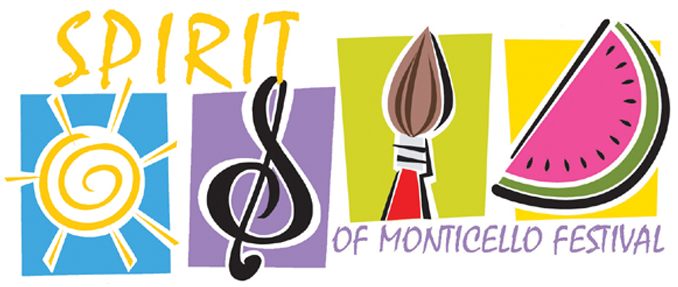 SPIRIT
OF MONTICELLO FESTIVAL